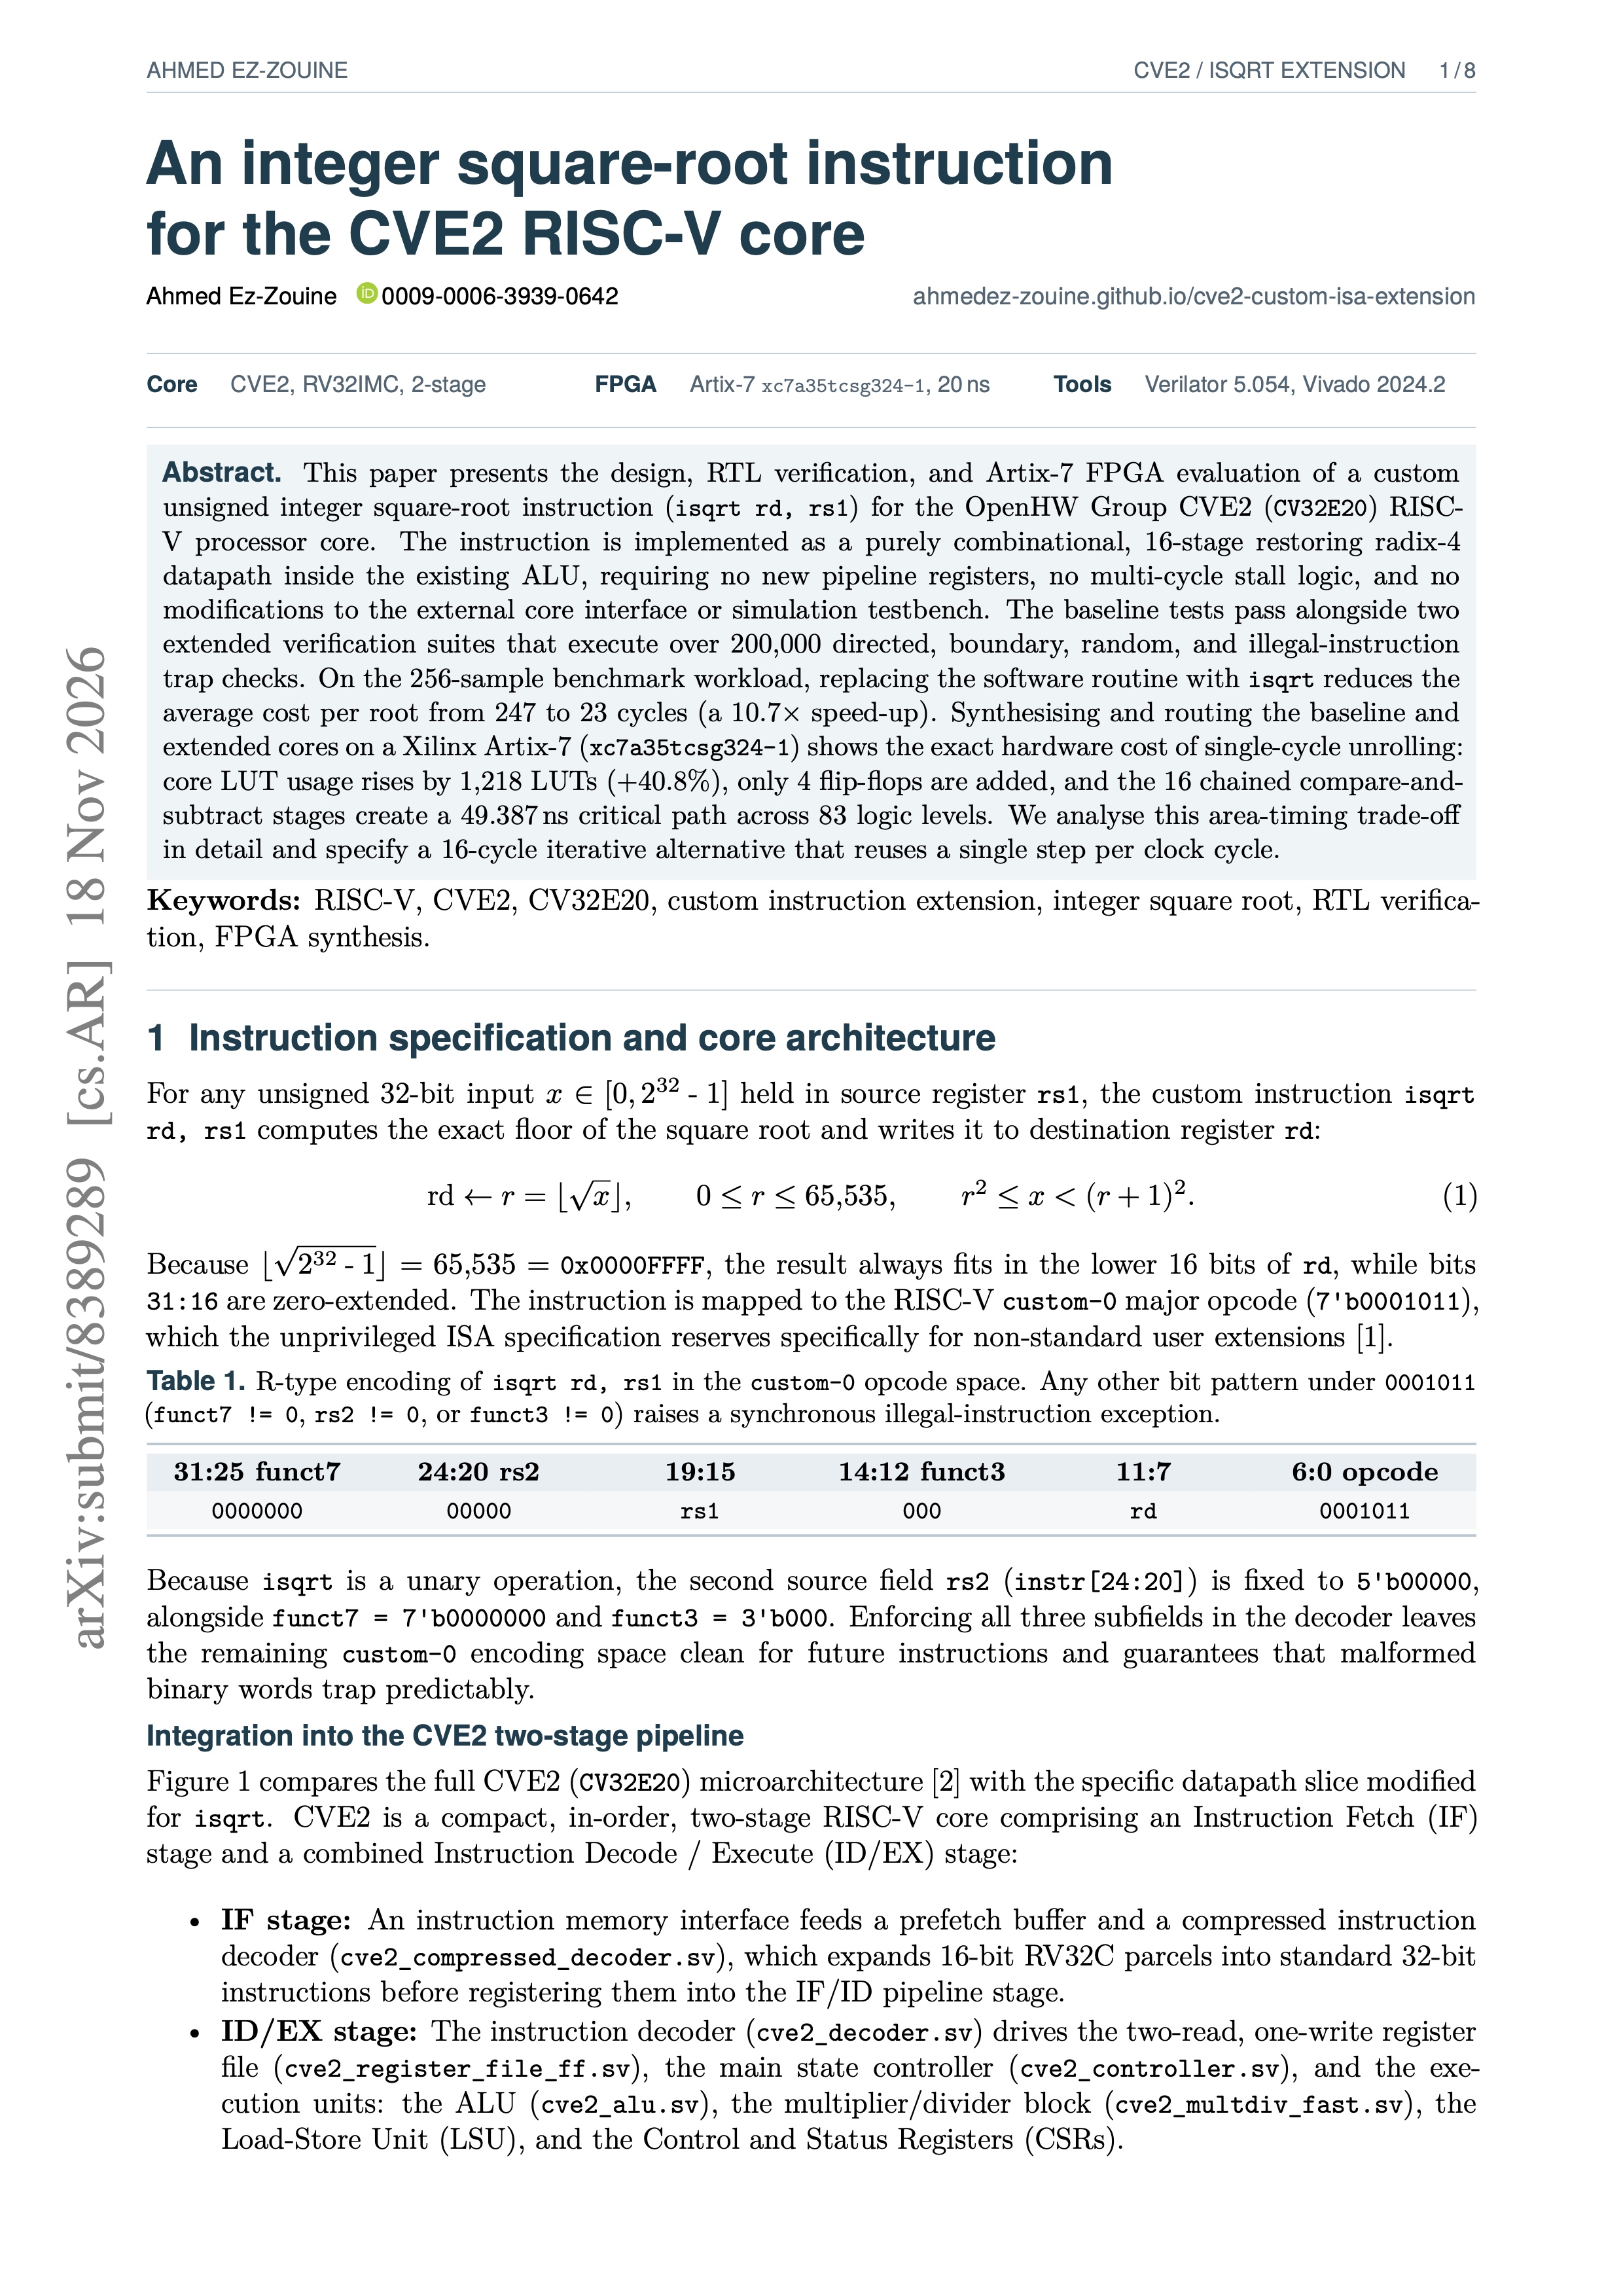 AHMED EZ-ZOUINE CVE2 / ISQRT EXTENSION 1 / 8
An integer square-root instruction
for the CVE2 RISC-V core
Ahmed Ez-Zouine iD 0009-0006-3939-0642 ahmedez-zouine.github.io/cve2-custom-isa-extension
Core CVE2, RV32IMC, 2-stage FPGA Artix-7 xc7a35tcsg324-1, 20 ns Tools Verilator 5.054, Vivado 2024.2
Abstract. This paper presents the design, RTL verification, and Artix-7 FPGA evaluation of a custom
unsigned integer square-root instruction (isqrt rd, rs1) for the OpenHW Group CVE2 (CV32E20) RISC-
V processor core. The instruction is implemented as a purely combinational, 16-stage restoring radix-4
datapath inside the existing ALU, requiring no new pipeline registers, no multi-cycle stall logic, and no
modifications to the external core interface or simulation testbench. The baseline tests pass alongside two
extended verification suites that execute over 200,000 directed, boundary, random, and illegal-instruction
trap checks. On the 256-sample benchmark workload, replacing the software routine with isqrt reduces the
average cost per root from 247 to 23 cycles (a 10.7× speed-up). Synthesising and routing the baseline and
extended cores on a Xilinx Artix-7 (xc7a35tcsg324-1) shows the exact hardware cost of single-cycle unrolling:
core LUT usage rises by 1,218 LUTs (+40.8%), only 4 flip-flops are added, and the 16 chained compare-and-
subtract stages create a 49.387 ns critical path across 83 logic levels. We analyse this area-timing trade-off
in detail and specify a 16-cycle iterative alternative that reuses a single step per clock cycle.
Keywords: RISC-V, CVE2, CV32E20, custom instruction extension, integer square root, RTL verifica-
tion, FPGA synthesis.
1 Instruction specification and core architecture
For any unsigned 32-bit input x ∈ [0, 2³² - 1] held in source register rs1, the custom instruction isqrt
rd, rs1 computes the exact floor of the square root and writes it to destination register rd:
rd ← r = ⌊√x⌋, 0 ≤ r ≤ 65,535, r² ≤ x < (r + 1)². (1)
Because ⌊√2³² - 1⌋ = 65,535 = 0x0000FFFF, the result always fits in the lower 16 bits of rd, while bits
31:16 are zero-extended. The instruction is mapped to the RISC-V custom-0 major opcode (7'b0001011),
which the unprivileged ISA specification reserves specifically for non-standard user extensions [1].
Table 1. R-type encoding of isqrt rd, rs1 in the custom-0 opcode space. Any other bit pattern under 0001011
(funct7 != 0, rs2 != 0, or funct3 != 0) raises a synchronous illegal-instruction exception.
31:25 funct7 24:20 rs2 19:15 14:12 funct3 11:7 6:0 opcode
0000000 00000 rs1 000 rd 0001011
Because isqrt is a unary operation, the second source field rs2 (instr[24:20]) is fixed to 5'b00000,
alongside funct7 = 7'b0000000 and funct3 = 3'b000. Enforcing all three subfields in the decoder leaves
the remaining custom-0 encoding space clean for future instructions and guarantees that malformed
binary words trap predictably.
Integration into the CVE2 two-stage pipeline
Figure 1 compares the full CVE2 (CV32E20) microarchitecture [2] with the specific datapath slice modified
for isqrt. CVE2 is a compact, in-order, two-stage RISC-V core comprising an Instruction Fetch (IF)
stage and a combined Instruction Decode / Execute (ID/EX) stage:
• IF stage: An instruction memory interface feeds a prefetch buffer and a compressed instruction
decoder (cve2_compressed_decoder.sv), which expands 16-bit RV32C parcels into standard 32-bit
instructions before registering them into the IF/ID pipeline stage.
• ID/EX stage: The instruction decoder (cve2_decoder.sv) drives the two-read, one-write register
file (cve2_register_file_ff.sv), the main state controller (cve2_controller.sv), and the exe-
cution units: the ALU (cve2_alu.sv), the multiplier/divider block (cve2_multdiv_fast.sv), the
Load-Store Unit (LSU), and the Control and Status Registers (CSRs).
arXiv:submit/8389289 [cs.AR] 18 Nov 2026